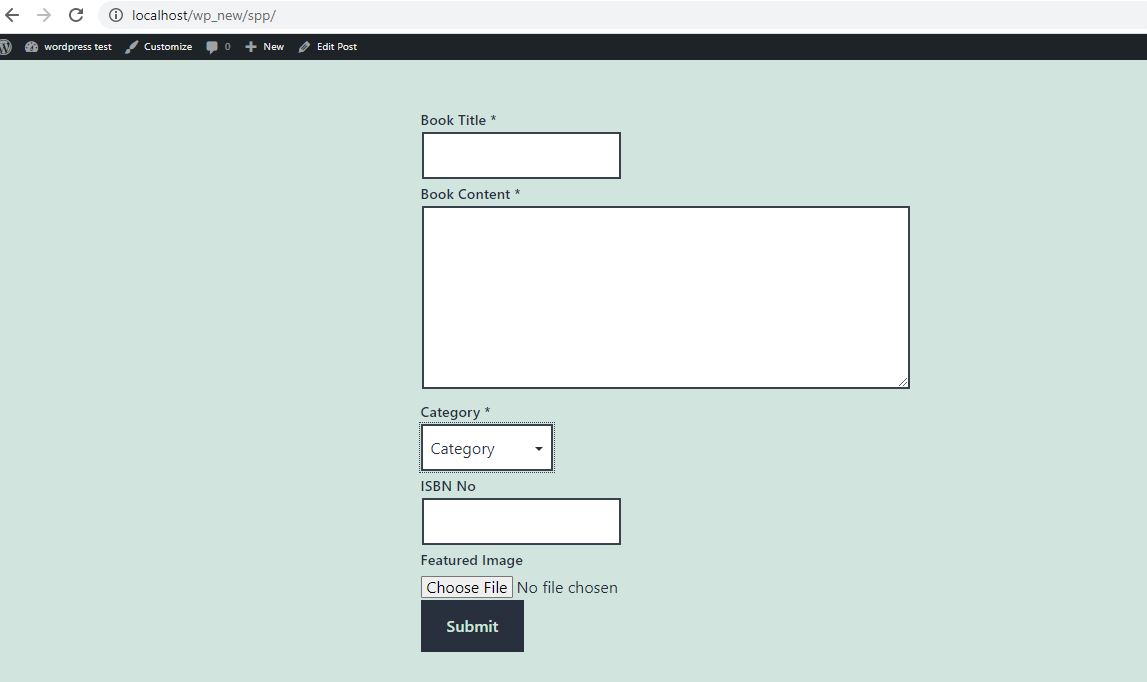 localhost/wp_new/spp/
wordpress test Customize 0 New Edit Post
Book Title *
Book Content *
Category *
Category
ISBN No
Featured Image
Choose File No file chosen
Submit